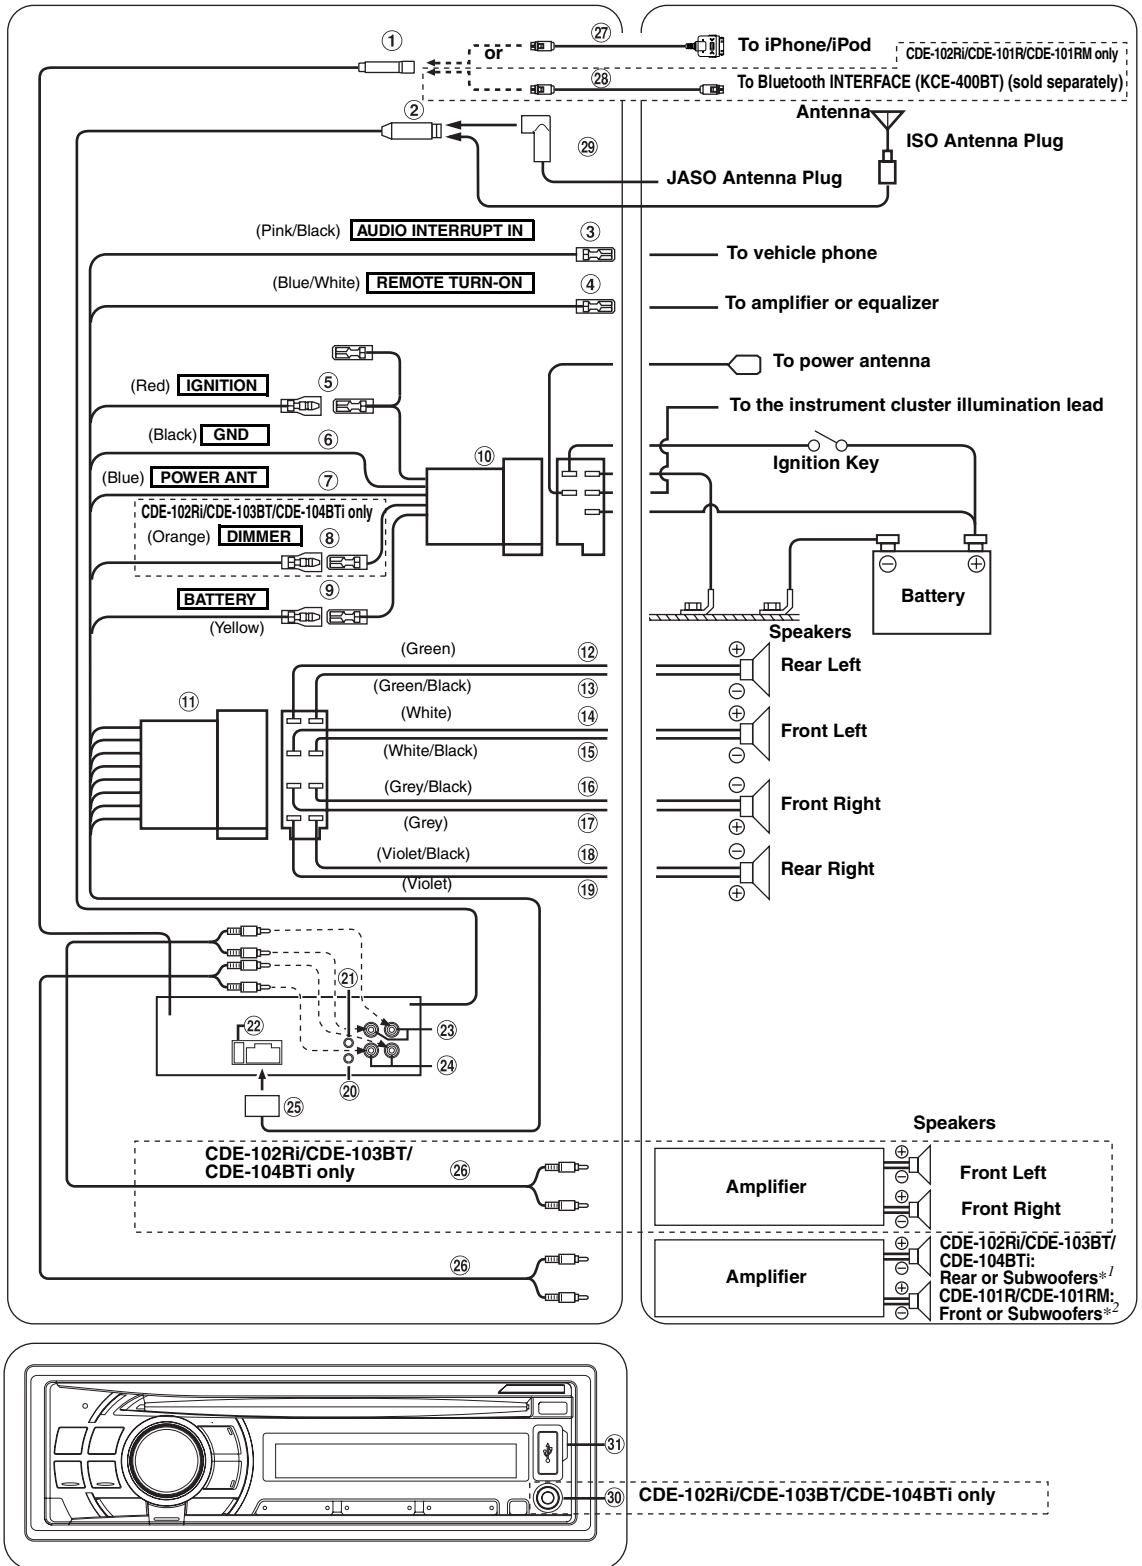 ①
or
㉗
To iPhone/iPod
CDE-102Ri/CDE-101R/CDE-101RM only
㉘
To Bluetooth INTERFACE (KCE-400BT) (sold separately)
②
Antenna
ISO Antenna Plug
㉙
JASO Antenna Plug
(Pink/Black) AUDIO INTERRUPT IN ③
To vehicle phone
(Blue/White) REMOTE TURN-ON ④
To amplifier or equalizer
To power antenna
(Red) IGNITION ⑤
To the instrument cluster illumination lead
(Black) GND ⑥
⑩
Ignition Key
(Blue) POWER ANT ⑦
CDE-102Ri/CDE-103BT/CDE-104BTi only
(Orange) DIMMER ⑧
⊖ ⊕
Battery
BATTERY ⑨
(Yellow)
Speakers
(Green) ⑫
⊕
Rear Left
(Green/Black) ⑬
⊖
⑪
(White) ⑭
⊕
Front Left
(White/Black) ⑮
⊖
(Grey/Black) ⑯
⊖
Front Right
(Grey) ⑰
⊕
(Violet/Black) ⑱
⊖
Rear Right
(Violet) ⑲
⊕
㉑
㉒
㉓
㉔
⑳
㉕
Speakers
CDE-102Ri/CDE-103BT/
CDE-104BTi only
㉖
Amplifier
⊕
⊖
Front Left
⊕
⊖
Front Right
㉖
Amplifier
⊕
⊖
CDE-102Ri/CDE-103BT/
CDE-104BTi:
Rear or Subwoofers*1
⊕
⊖
CDE-101R/CDE-101RM:
Front or Subwoofers*2
㉛
㉚
CDE-102Ri/CDE-103BT/CDE-104BTi only